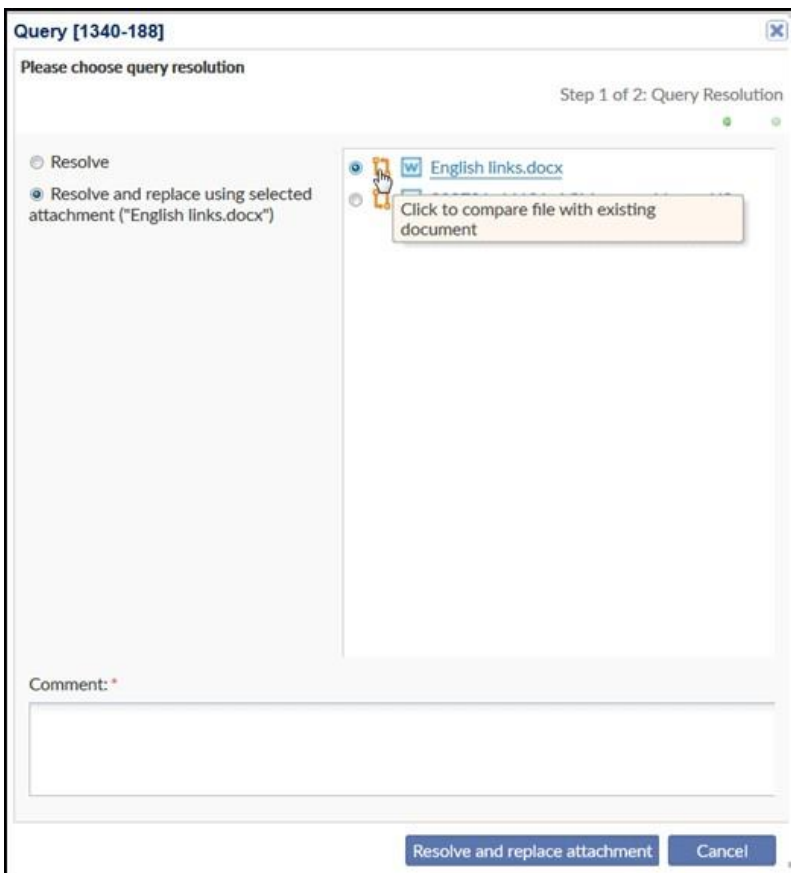 Query [1340-188]
Please choose query resolution
Step 1 of 2: Query Resolution
Resolve
Resolve and replace using selected
attachment ("English links.docx")
English links.docx
Click to compare file with existing
document
Comment: *
Resolve and replace attachment
Cancel